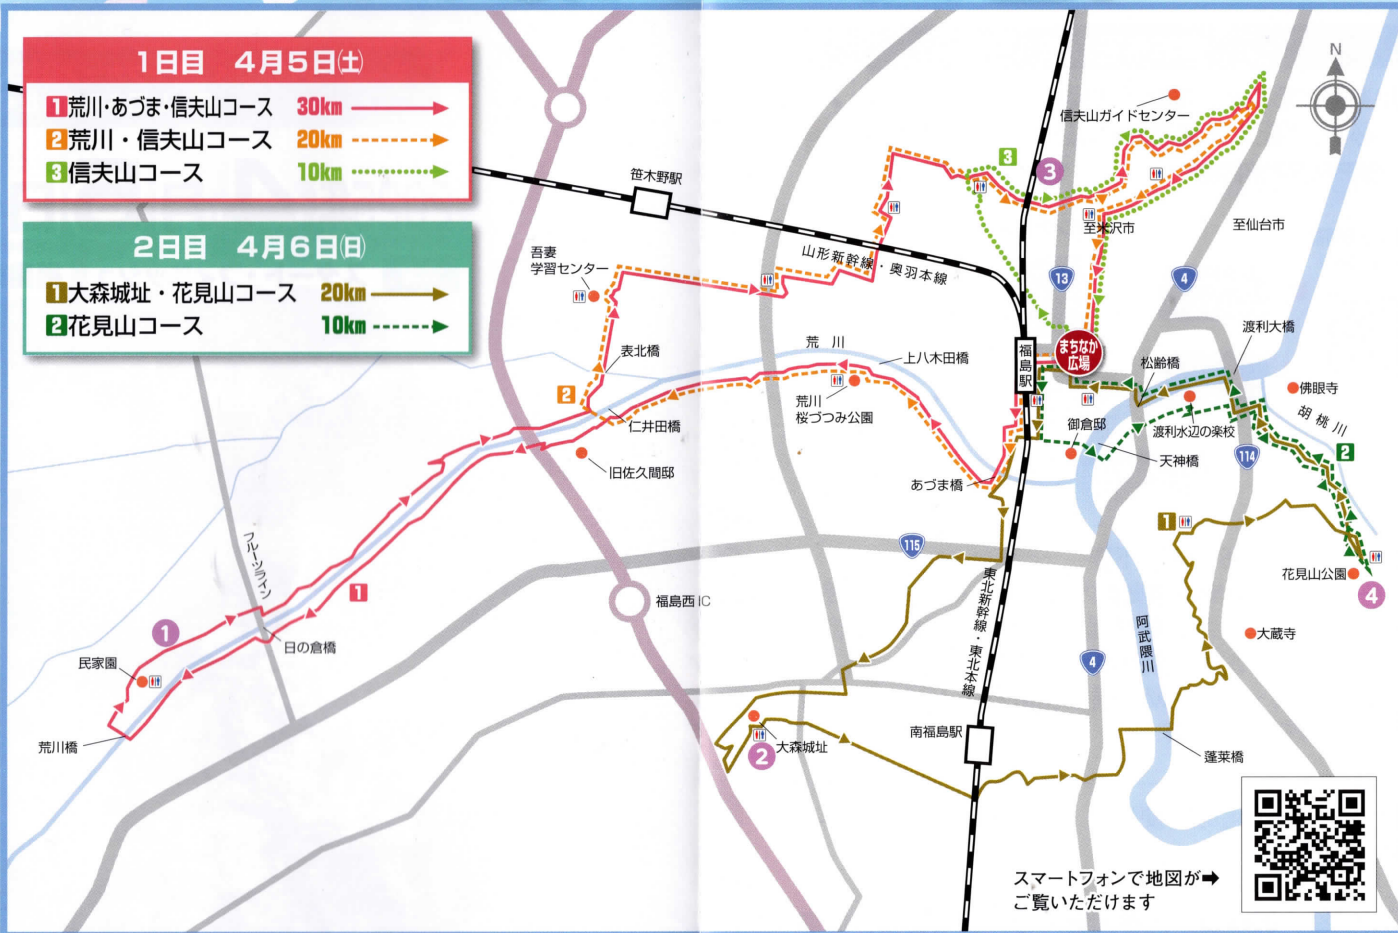 1日目 4月5日(土)
1 荒川・あづま・信夫山コース 30km
2 荒川・信夫山コース 20km
3 信夫山コース 10km
2日目 4月6日(日)
1 大森城址・花見山コース 20km
2 花見山コース 10km
N
信夫山ガイドセンター
3
3
笹木野駅
至米沢市
至仙台市
山形新幹線・奥羽本線
吾妻
学習センター
13
4
渡利大橋
まちなか
広場
福島駅
荒川
上八木田橋
表北橋
松齢橋
佛眼寺
胡桃川
荒川
桜づつみ公園
2
仁井田橋
御倉邸
渡利水辺の楽校
天神橋
114
2
旧佐久間邸
あづま橋
1
115
フルーツライン
花見山公園
4
東北新幹線・東北本線
1
福島西IC
阿武隈川
大蔵寺
1
日の倉橋
民家園
4
荒川橋
大森城址
2
南福島駅
蓬莱橋
スマートフォンで地図が➡
ご覧いただけます